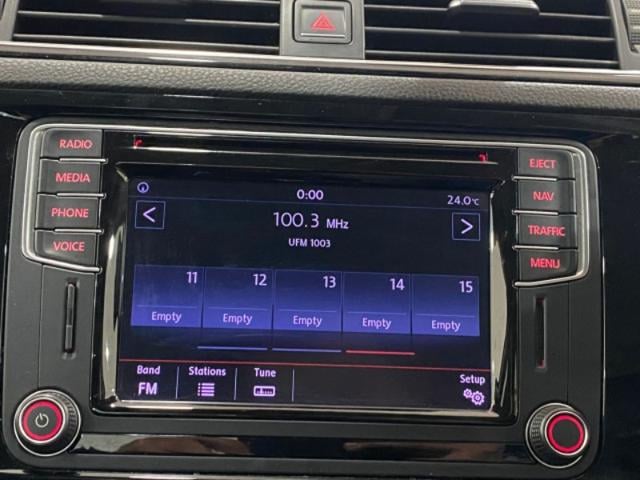 RADIO
MEDIA
PHONE
VOICE
EJECT
NAV
TRAFFIC
MENU
0:00
24.0°C
100.3 MHz
UFM 1003
11 12 13 14 15
Empty Empty Empty Empty Empty
Band Stations Tune Setup
FM